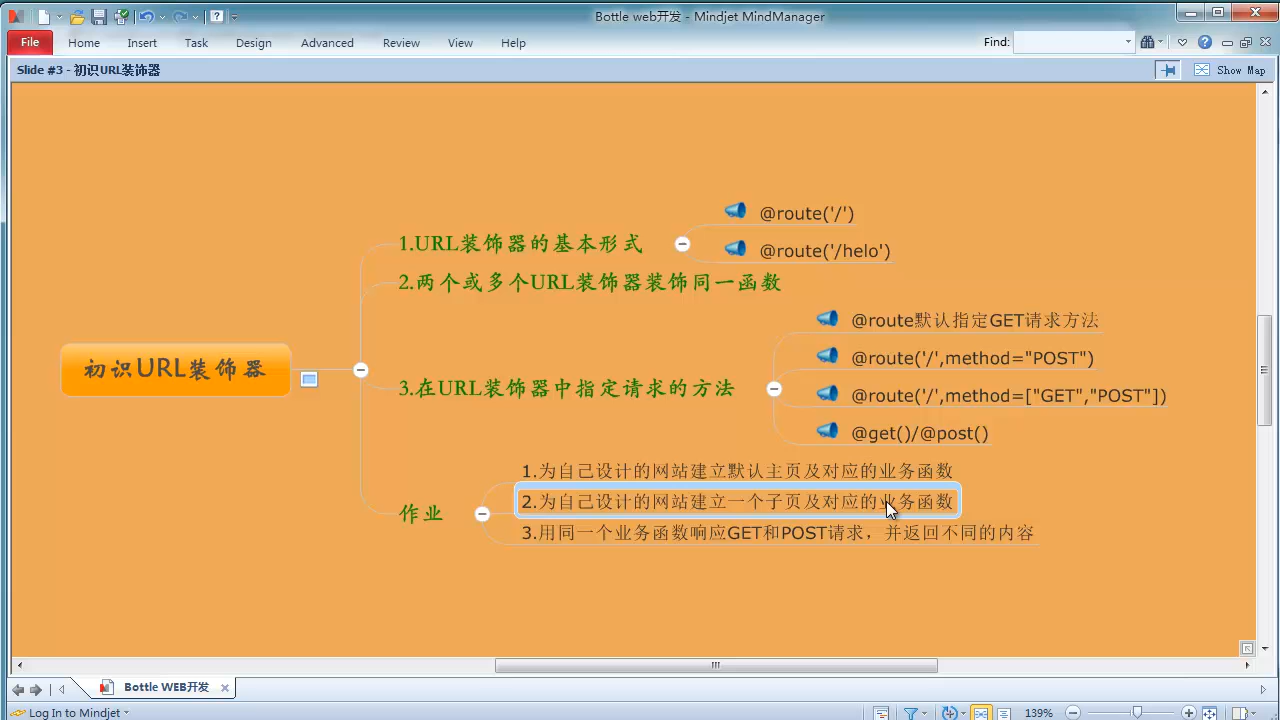 Bottle web开发 - Mindjet MindManager
File Home Insert Task Design Advanced Review View Help Find:
Slide #3 - 初识URL装饰器 Show Map
@route('/')
1.URL装饰器的基本形式
@route('/helo')
2.两个或多个URL装饰器装饰同一函数
@route默认指定GET请求方法
@route('/',method="POST")
初识URL装饰器
3.在URL装饰器中指定请求的方法
@route('/',method=["GET","POST"])
@get()/@post()
1.为自己设计的网站建立默认主页及对应的业务函数
2.为自己设计的网站建立一个子页及对应的业务函数
作业
3.用同一个业务函数响应GET和POST请求，并返回不同的内容
Bottle WEB开发
Log In to Mindjet 139%